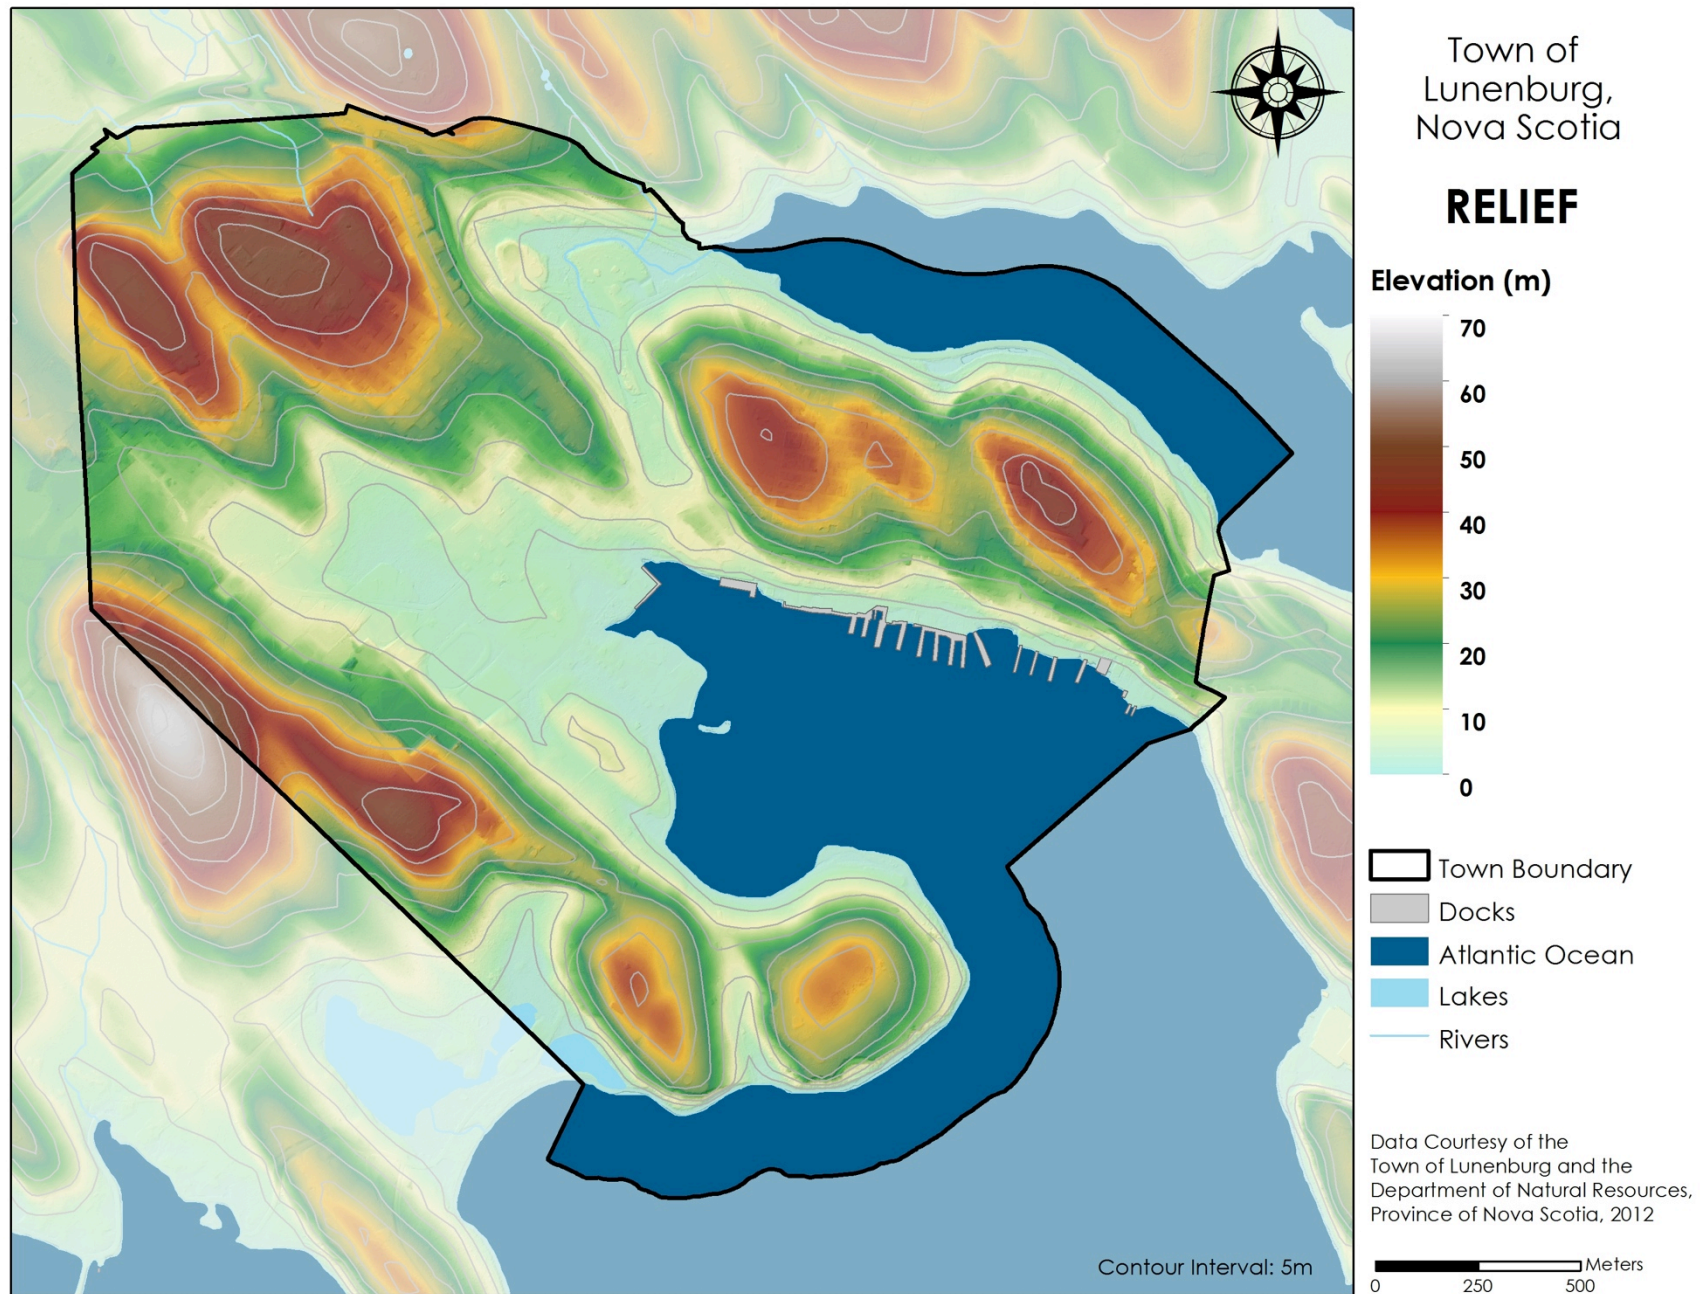 Town of
Lunenburg,
Nova Scotia
RELIEF
Elevation (m)
70
60
50
40
30
20
10
0
Town Boundary
Docks
Atlantic Ocean
Lakes
Rivers
Data Courtesy of the
Town of Lunenburg and the
Department of Natural Resources,
Province of Nova Scotia, 2012
Contour Interval: 5m
Meters
0 250 500